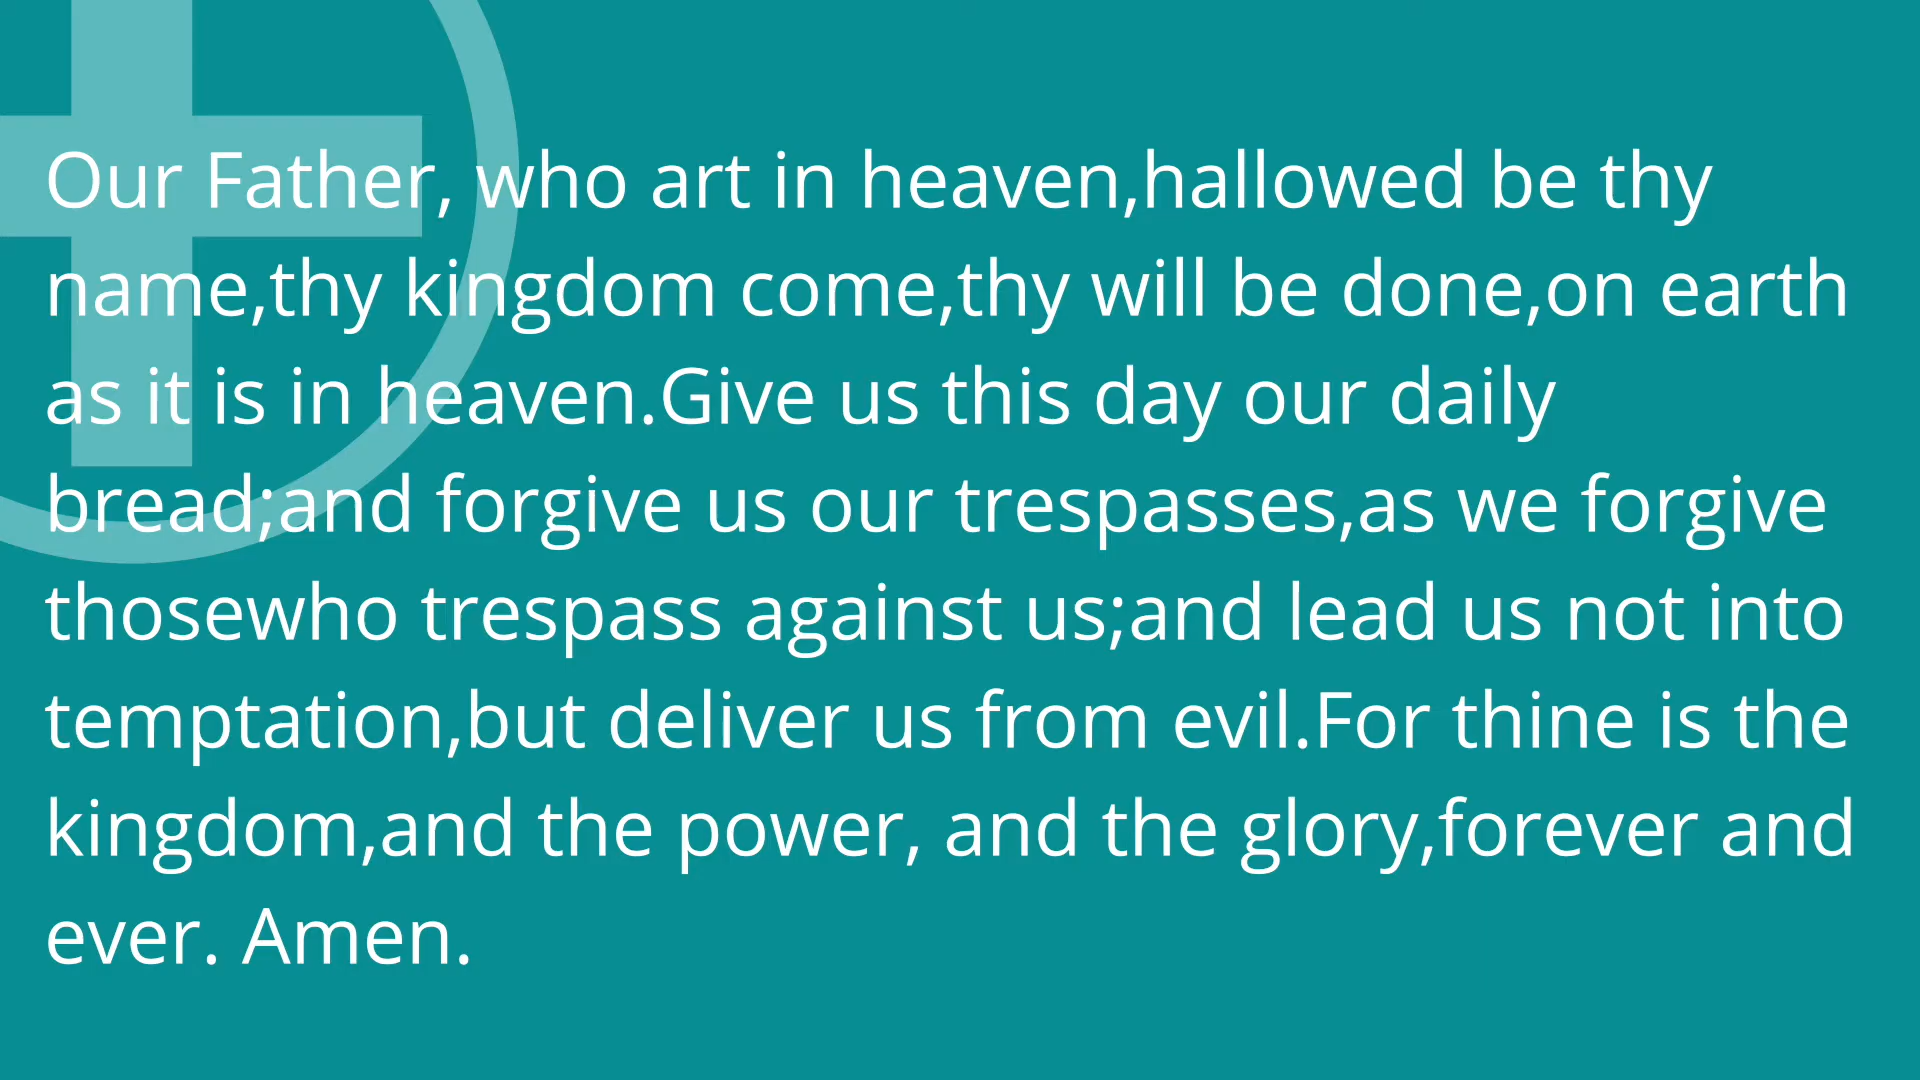 Our Father, who art in heaven,hallowed be thy
name,thy kingdom come,thy will be done,on earth
as it is in heaven.Give us this day our daily
bread;and forgive us our trespasses,as we forgive
thosewho trespass against us;and lead us not into
temptation,but deliver us from evil.For thine is the
kingdom,and the power, and the glory,forever and
ever. Amen.